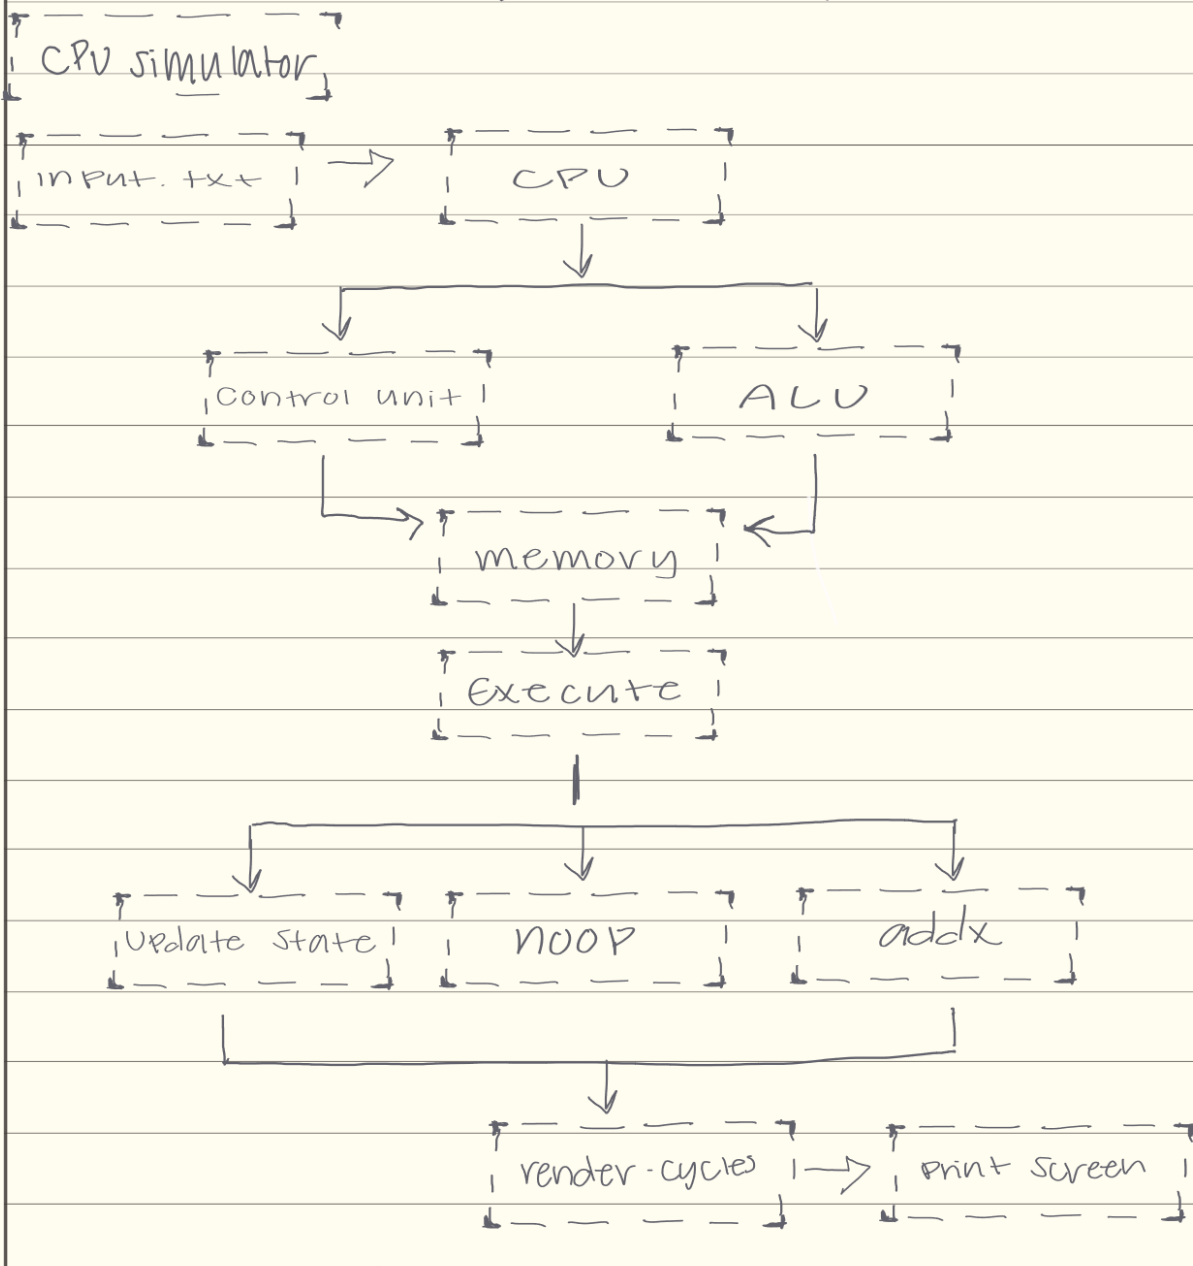 CPU simulator
input.txt
CPU
control unit
ALU
memory
Execute
update state
noop
addx
render-cycles
print screen